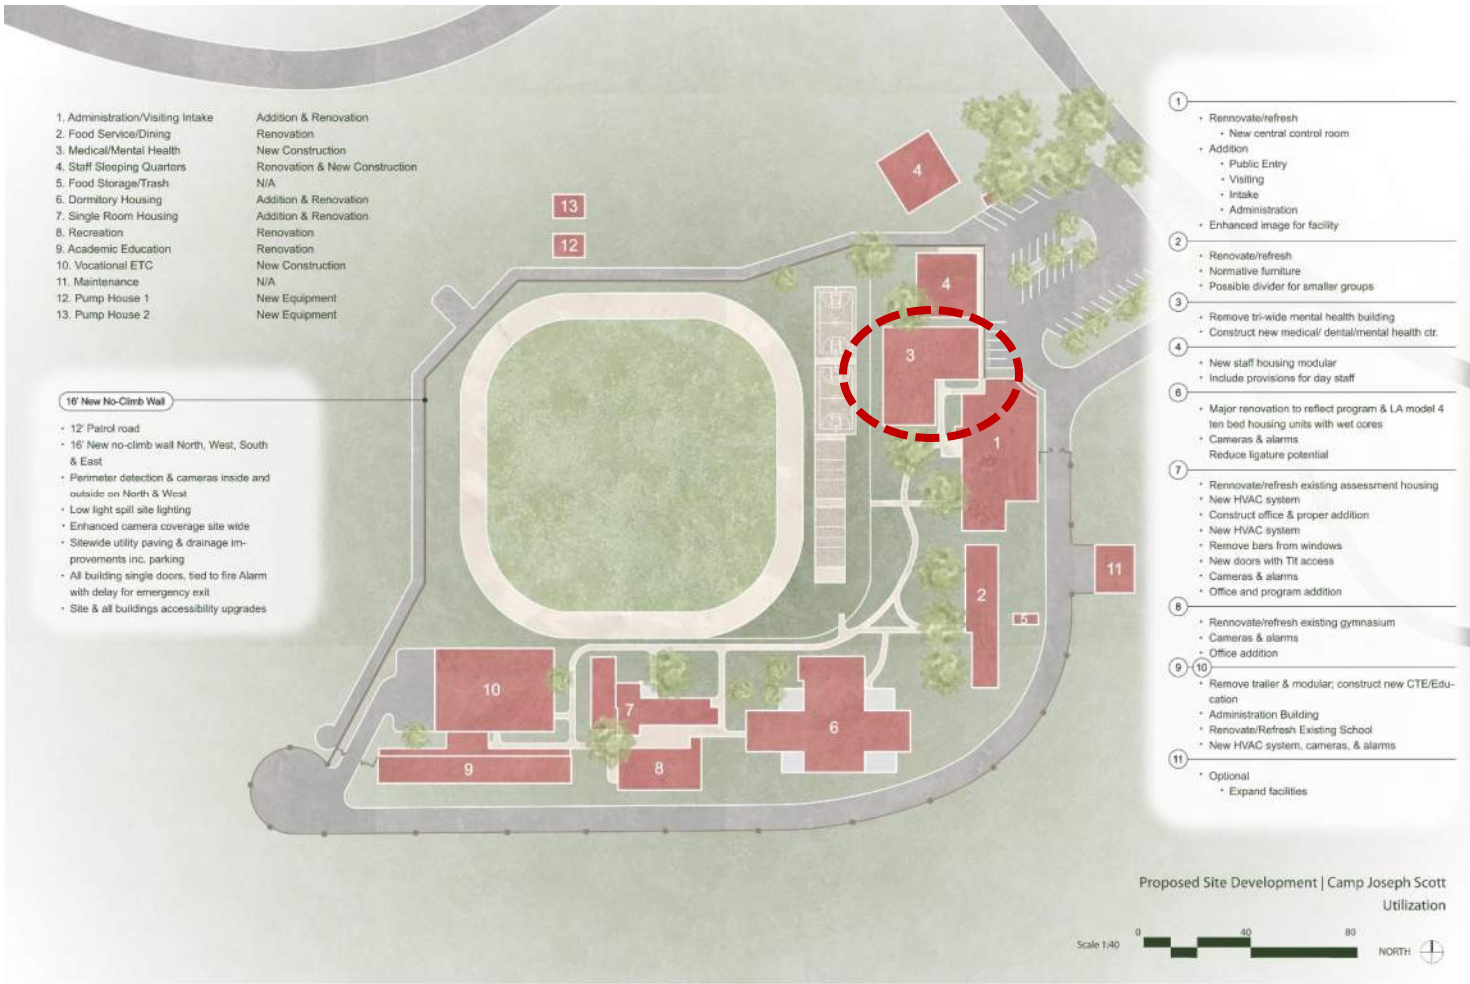 1. Administration/Visiting Intake Addition & Renovation
2. Food Service/Dining Renovation
3. Medical/Mental Health New Construction
4. Staff Sleeping Quarters Renovation & New Construction
5. Food Storage/Trash N/A
6. Dormitory Housing Addition & Renovation
7. Single Room Housing Addition & Renovation
8. Recreation Renovation
9. Academic Education Renovation
10. Vocational ETC New Construction
11. Maintenance N/A
12. Pump House 1 New Equipment
13. Pump House 2 New Equipment
16' New No-Climb Wall
• 12' Patrol road
• 16' New no-climb wall North, West, South
& East
• Perimeter detection & cameras inside and
outside on North & West
• Low light spill site lighting
• Enhanced camera coverage site wide
• Sitewide utility paving & drainage im-
provements inc. parking
• All building single doors, tied to fire Alarm
with delay for emergency exit
• Site & all buildings accessibility upgrades
4
13
12
4
3
1
2
5
11
10
7
6
9
8
1
• Rennovate/refresh
• New central control room
• Addition
• Public Entry
• Visiting
• Intake
• Administration
• Enhanced image for facility
2
• Renovate/refresh
• Normative furniture
• Possible divider for smaller groups
3
• Remove tri-wide mental health building
• Construct new medical/ dental/mental health ctr.
4
• New staff housing modular
• Include provisions for day staff
6
• Major renovation to reflect program & LA model 4
ten bed housing units with wet cores
• Cameras & alarms
Reduce ligature potential
7
• Rennovate/refresh existing assessment housing
• New HVAC system
• Construct office & proper addition
• New HVAC system
• Remove bars from windows
• New doors with TIt access
• Cameras & alarms
• Office and program addition
8
• Rennovate/refresh existing gymnasium
• Cameras & alarms
• Office addition
9 10
• Remove trailer & modular; construct new CTE/Edu-
cation
• Administration Building
• Renovate/Refresh Existing School
• New HVAC system, cameras, & alarms
11
• Optional
• Expand facilities
Proposed Site Development | Camp Joseph Scott
Utilization
0 40 80
Scale 1:40
NORTH